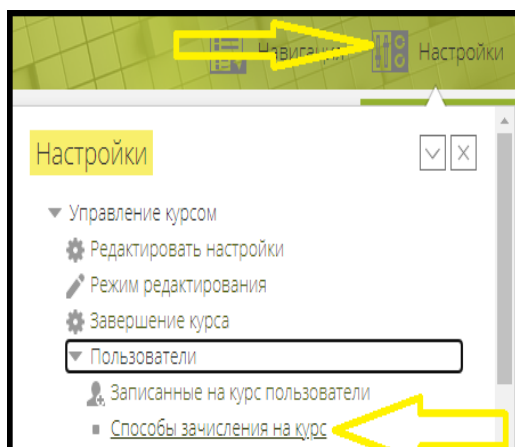 Навигация Настройки
Настройки
Управление курсом
Редактировать настройки
Режим редактирования
Завершение курса
Пользователи
Записанные на курс пользователи
Способы зачисления на курс